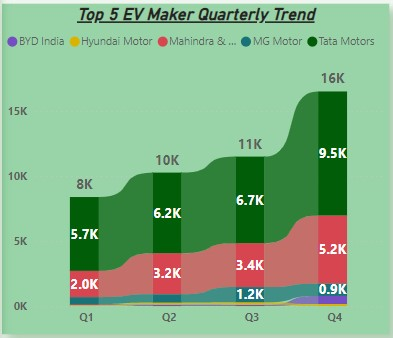 Top 5 EV Maker Quarterly Trend
BYD India Hyundai Motor Mahindra & ... MG Motor Tata Motors
16K
15K
11K
10K
8K
10K
9.5K
6.7K
6.2K
5.7K
5K
5.2K
3.4K
3.2K
2.0K
1.2K
0.9K
0K
Q1 Q2 Q3 Q4